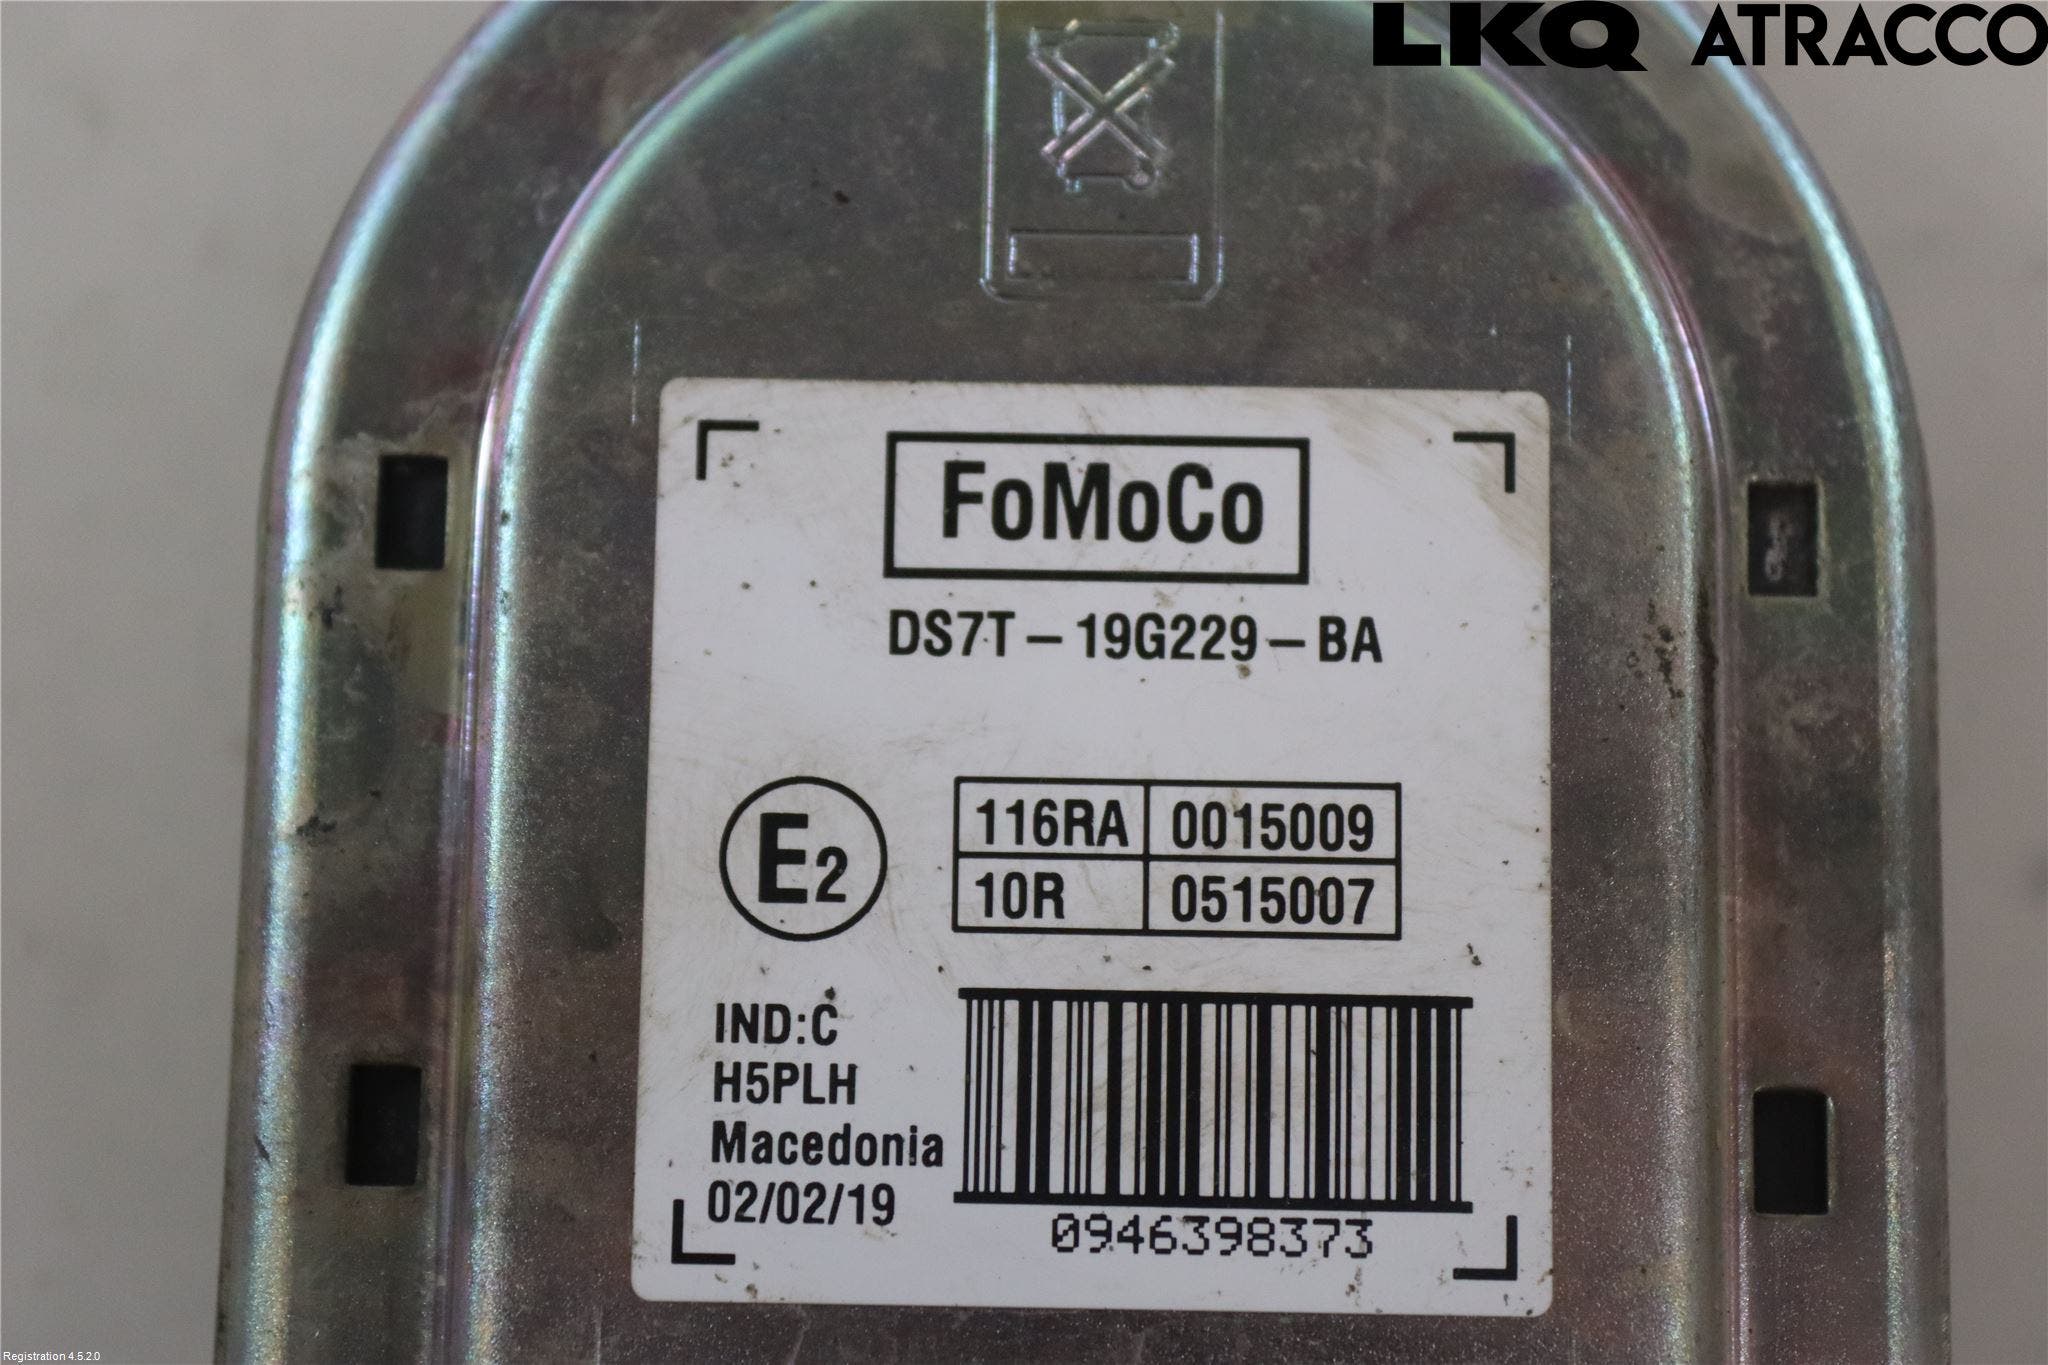 LKQ ATRACCO
FoMoCo
DS7T-19G229-BA
E2
116RA 0015009
10R 0515007
IND:C
H5PLH
Macedonia
02/02/19
0946398373
Registration 4.5.2.0